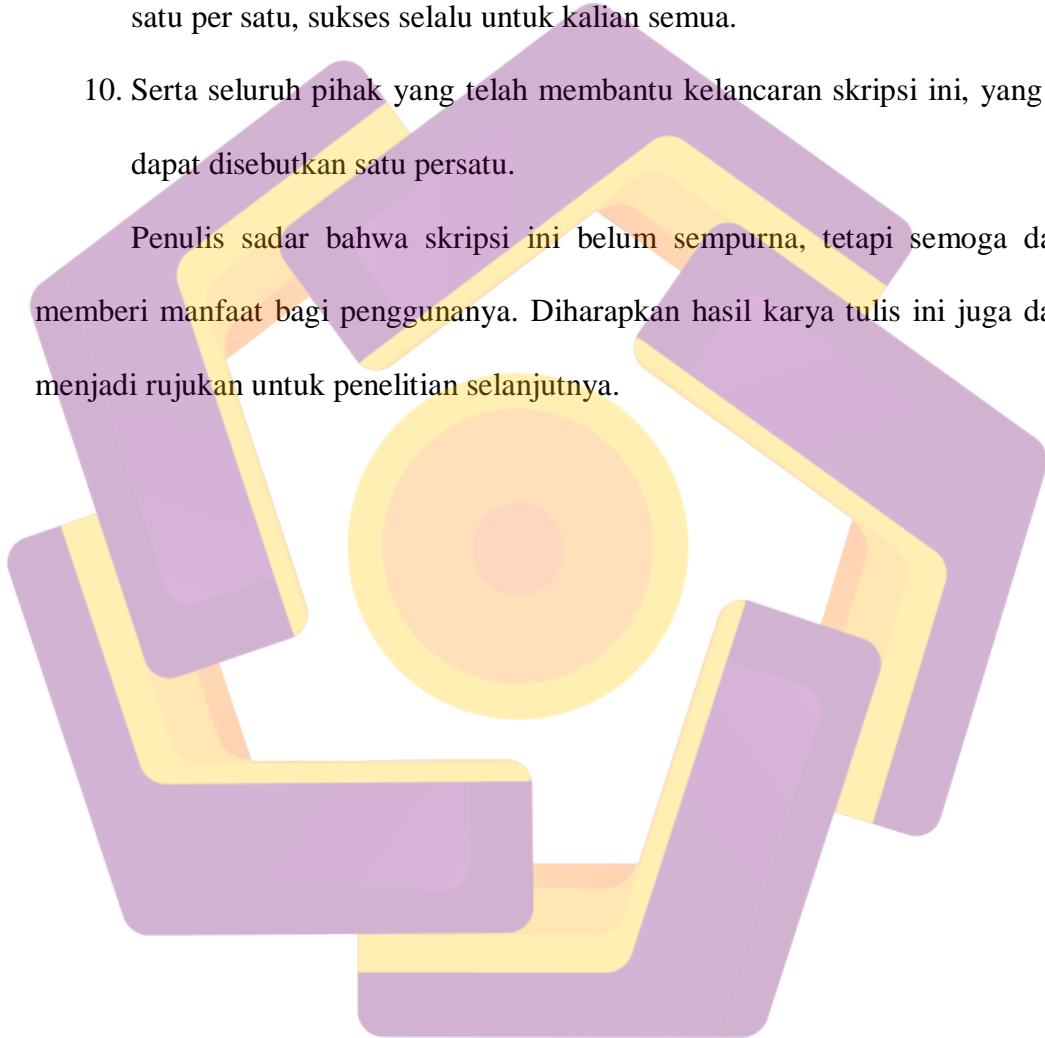 satu per satu, sukses selalu untuk kalian semua.
10. Serta seluruh pihak yang telah membantu kelancaran skripsi ini, yang
dapat disebutkan satu persatu.
Penulis sadar bahwa skripsi ini belum sempurna, tetapi semoga
memberi manfaat bagi penggunanya. Diharapkan hasil karya tulis ini juga
menjadi rujukan untuk penelitian selanjutnya.